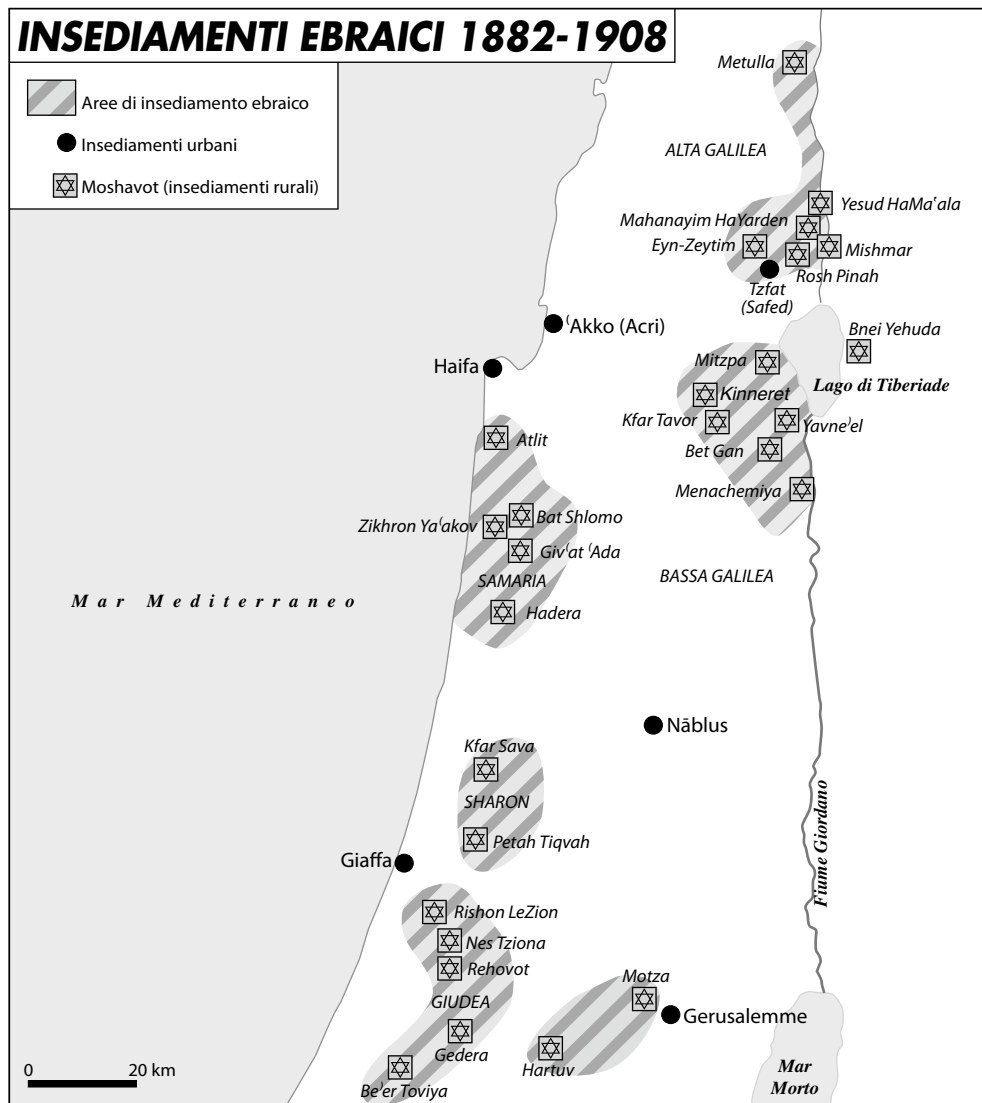 INSEDIAMENTI EBRAICI 1882-1908
Aree di insediamento ebraico
Insediamenti urbani
Moshavot (insediamenti rurali)
Metulla
ALTA GALILEA
Yesud HaMaʿala
Mahanayim HaYarden
Eyn-Zeytim
Mishmar
Rosh Pinah
Tzfat
(Safed)
ʿAkko (Acri)
Bnei Yehuda
Haifa
Mitzpa
Lago di Tiberiade
Kinneret
Kfar Tavor
Yavneʾel
Atlit
Bet Gan
Menachemiya
Bat Shlomo
Zikhron Yaʿakov
Givʿat ʿAda
SAMARIA
BASSA GALILEA
Mar Mediterraneo
Hadera
Nāblus
Kfar Sava
SHARON
Petah Tiqvah
Giaffa
Fiume Giordano
Rishon LeZion
Nes Tziona
Rehovot
Motza
GIUDEA
Gerusalemme
Gedera
Hartuv
20 km
0
Beʾer Toviya
Mar
Morto